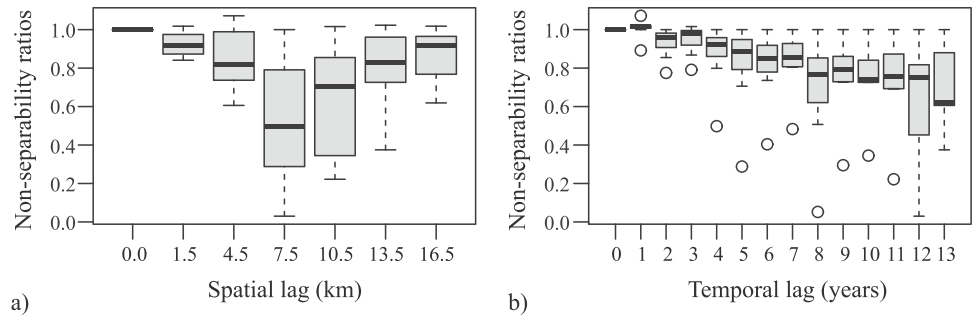 Non-separability ratios
1.0
0.8
0.6
0.4
0.2
0.0
0.0 1.5 4.5 7.5 10.5 13.5 16.5
Spatial lag (km)
a)
Non-separability ratios
1.0
0.8
0.6
0.4
0.2
0.0
0 1 2 3 4 5 6 7 8 9 10 11 12 13
Temporal lag (years)
b)